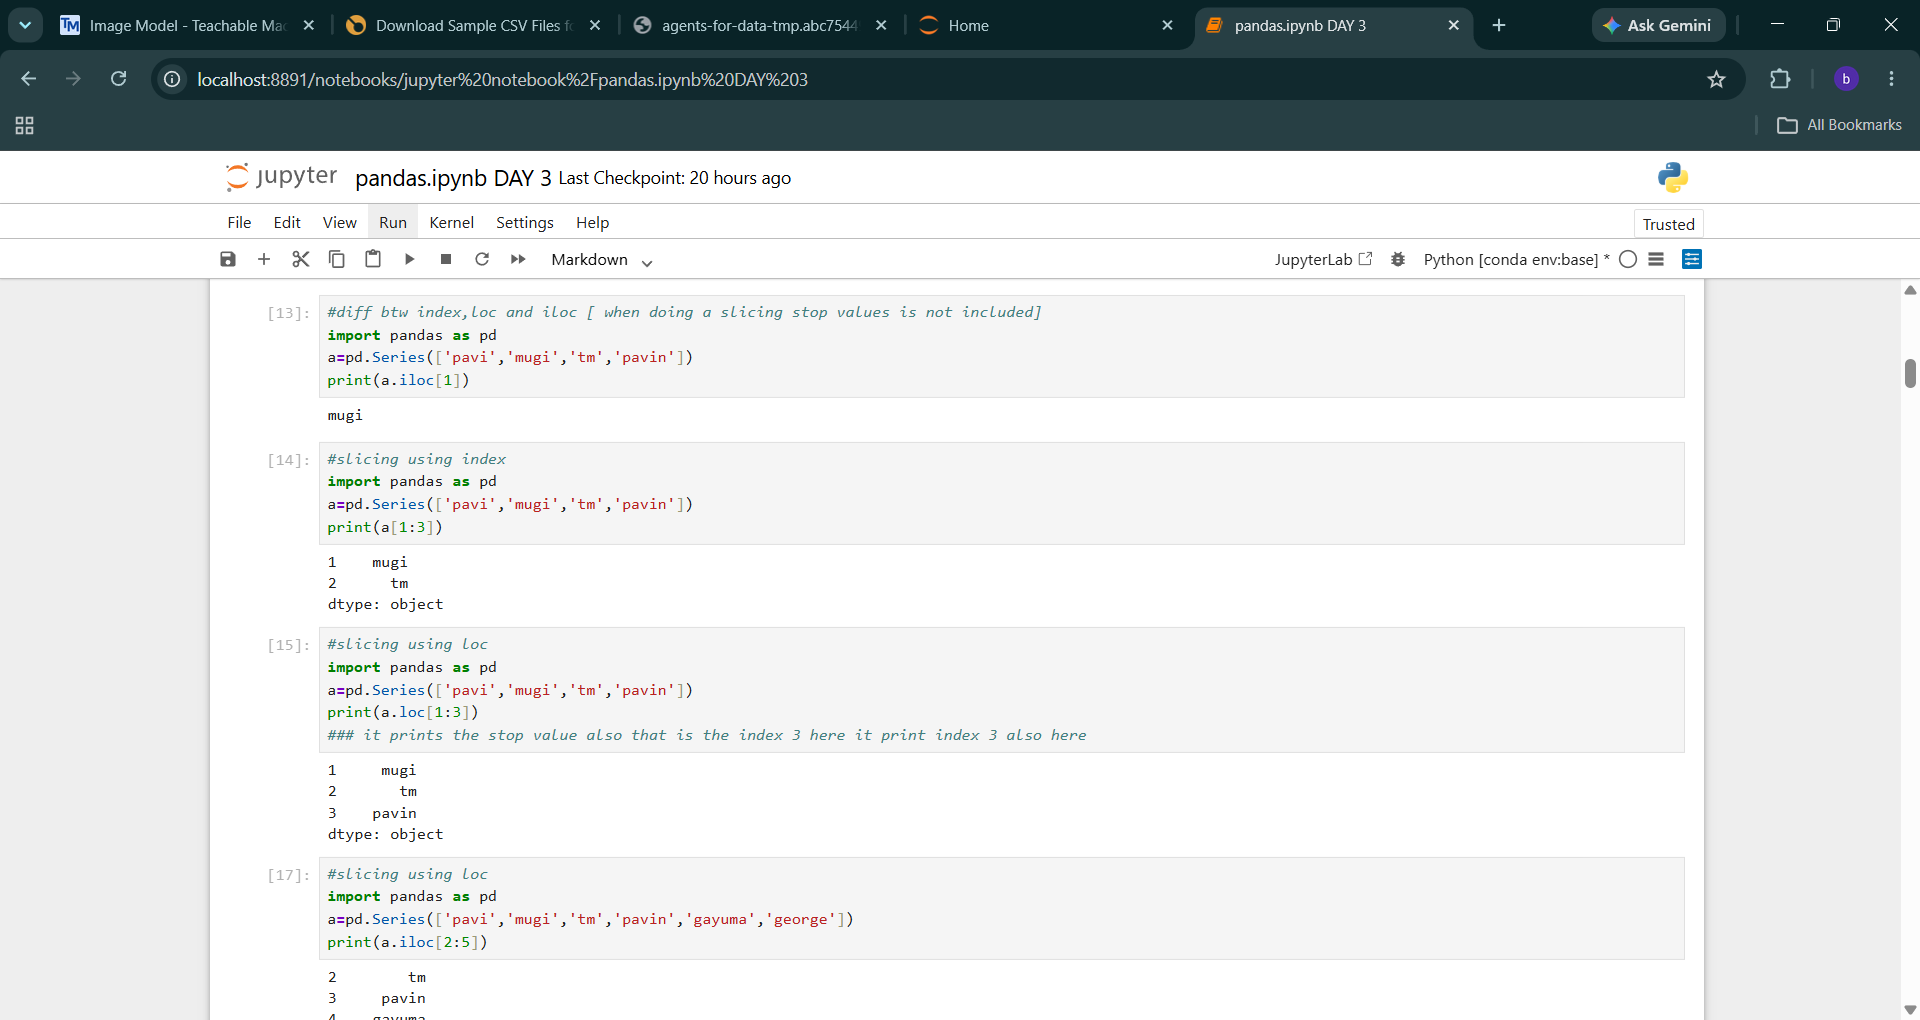 Image Model - Teachable Mac
Download Sample CSV Files fo
agents-for-data-tmp.abc7544
Home
pandas.ipynb DAY 3
Ask Gemini
localhost:8891/notebooks/jupyter%20notebook%2Fpandas.ipynb%20DAY%203
b
All Bookmarks
jupyter pandas.ipynb DAY 3 Last Checkpoint: 20 hours ago
File Edit View Run Kernel Settings Help
Trusted
Markdown
JupyterLab
Python [conda env:base] *
[13]: #diff btw index,loc and iloc [ when doing a slicing stop values is not included]
import pandas as pd
a=pd.Series(['pavi','mugi','tm','pavin'])
print(a.iloc[1])
mugi
[14]: #slicing using index
import pandas as pd
a=pd.Series(['pavi','mugi','tm','pavin'])
print(a[1:3])
1 mugi
2 tm
dtype: object
[15]: #slicing using loc
import pandas as pd
a=pd.Series(['pavi','mugi','tm','pavin'])
print(a.loc[1:3])
### it prints the stop value also that is the index 3 here it print index 3 also here
1 mugi
2 tm
3 pavin
dtype: object
[17]: #slicing using loc
import pandas as pd
a=pd.Series(['pavi','mugi','tm','pavin','gayuma','george'])
print(a.iloc[2:5])
2 tm
3 pavin
4 gayuma